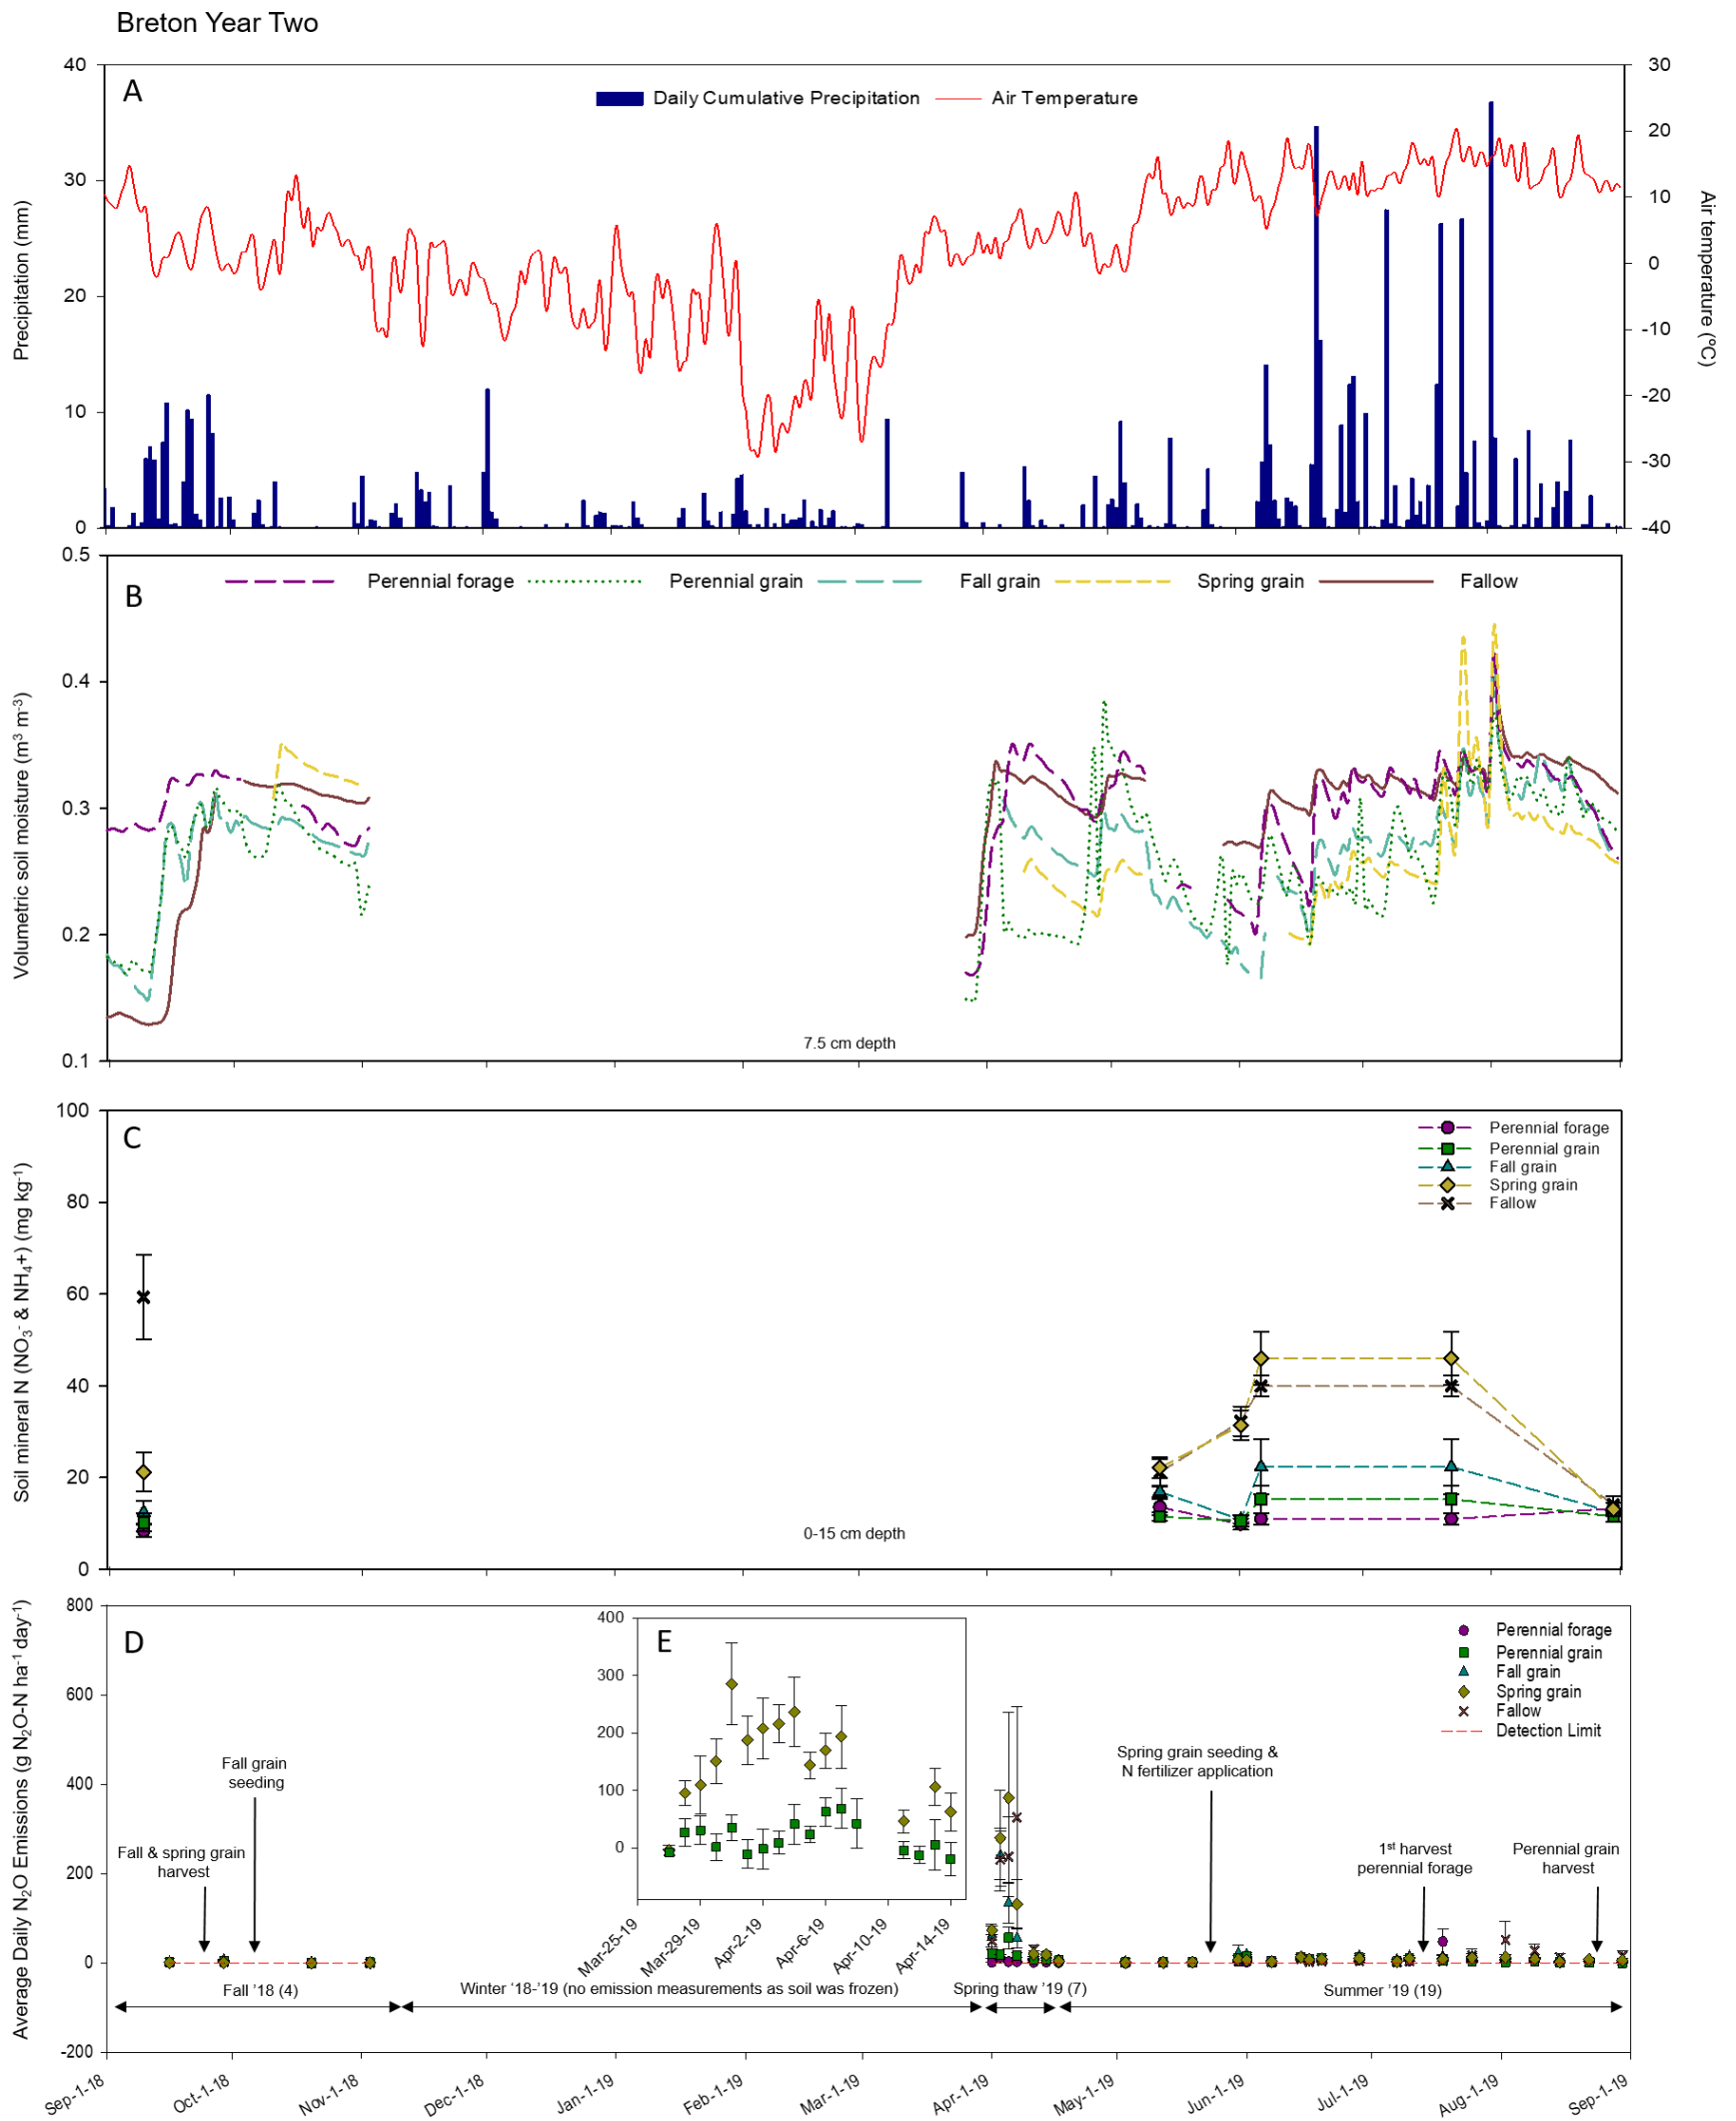 Breton Year Two
40
30
20
10
0
Precipitation (mm)
A
Daily Cumulative Precipitation
Air Temperature
30
20
10
0
-10
-20
-30
-40
Air temperature (ºC)
0.5
0.4
0.3
0.2
0.1
Volumetric soil moisture (m³ m⁻³)
B
Perennial forage
Perennial grain
Fall grain
Spring grain
Fallow
7.5 cm depth
100
80
60
40
20
0
Soil mineral N (NO₃⁻ & NH₄+) (mg kg⁻¹)
C
Perennial forage
Perennial grain
Fall grain
Spring grain
Fallow
0-15 cm depth
800
600
400
200
0
-200
Average Daily N₂O Emissions (g N₂O-N ha⁻¹ day⁻¹)
D
E
400
300
200
100
0
Mar-25-19
Mar-29-19
Apr-2-19
Apr-6-19
Apr-10-19
Apr-14-19
Perennial forage
Perennial grain
Fall grain
Spring grain
Fallow
Detection Limit
Fall grain
seeding
Fall & spring grain
harvest
Spring grain seeding &
N fertilizer application
1st harvest
perennial forage
Perennial grain
harvest
Fall ’18 (4)
Winter ‘18-’19 (no emission measurements as soil was frozen)
Spring thaw ’19 (7)
Summer ’19 (19)
Sep-1-18
Oct-1-18
Nov-1-18
Dec-1-18
Jan-1-19
Feb-1-19
Mar-1-19
Apr-1-19
May-1-19
Jun-1-19
Jul-1-19
Aug-1-19
Sep-1-19